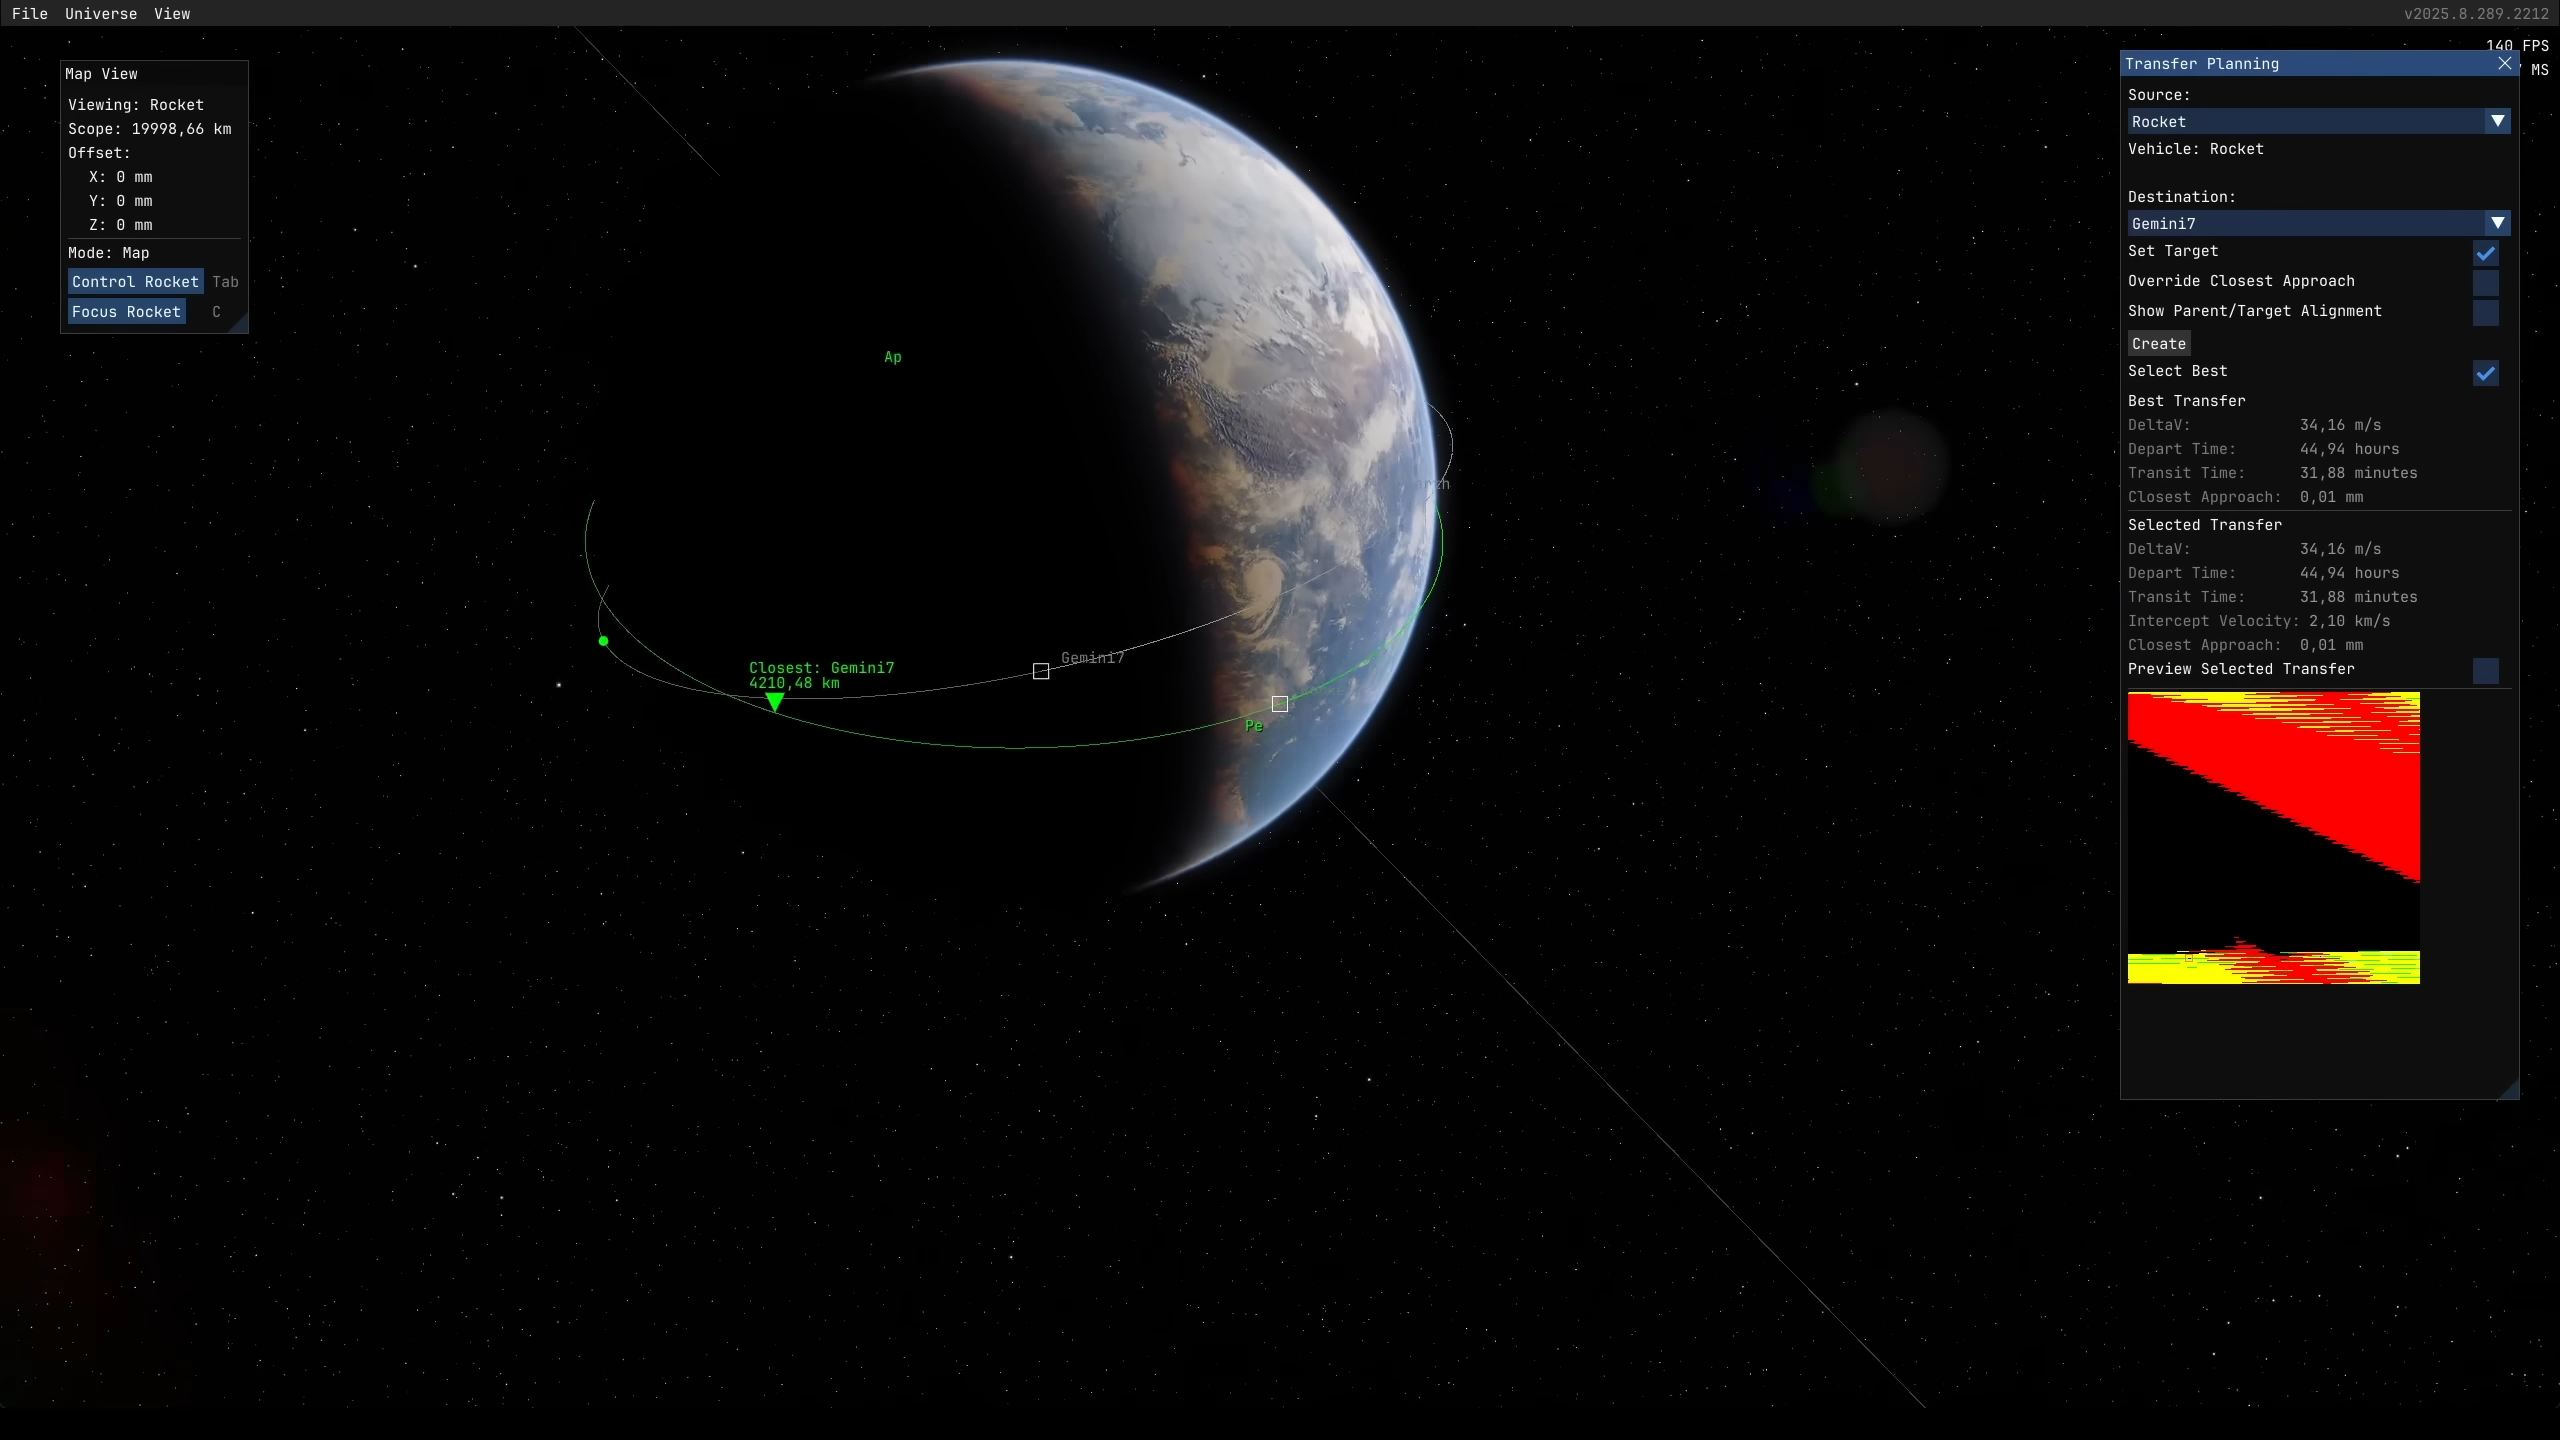 File Universe View
v2025.8.289.2212
140 FPS
MS
Map View
Viewing: Rocket
Scope: 19998,66 km
Offset:
X: 0 mm
Y: 0 mm
Z: 0 mm
Mode: Map
Control Rocket Tab
Focus Rocket C
Ap
Closest: Gemini7
4210,48 km
Gemini7
Pe
Transfer Planning
Source:
Rocket
Vehicle: Rocket
Destination:
Gemini7
Set Target
Override Closest Approach
Show Parent/Target Alignment
Create
Select Best
Best Transfer
DeltaV: 34,16 m/s
Depart Time: 44,94 hours
Transit Time: 31,88 minutes
Closest Approach: 0,01 mm
Selected Transfer
DeltaV: 34,16 m/s
Depart Time: 44,94 hours
Transit Time: 31,88 minutes
Intercept Velocity: 2,10 km/s
Closest Approach: 0,01 mm
Preview Selected Transfer